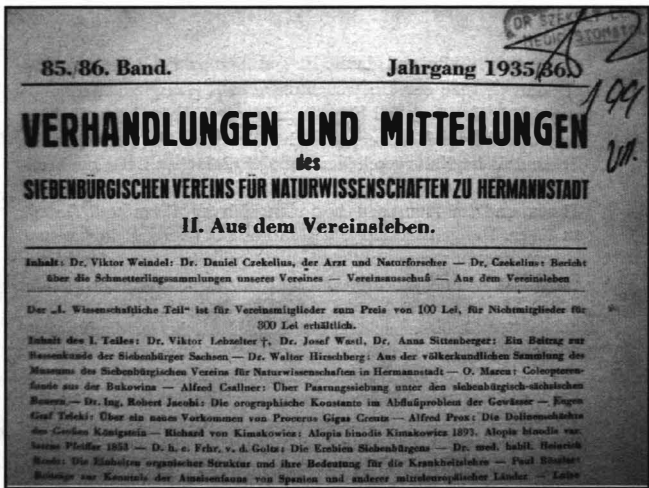 DR SZEK
MEDIC STOMATO
85./86. Band. Jahrgang 1935/36.
199
VERHANDLUNGEN UND MITTEILUNGEN
des
SIEBENBÜRGISCHEN VEREINS FÜR NATURWISSENSCHAFTEN ZU HERMANNSTADT
II. Aus dem Vereinsleben.
Inhalt: Dr. Viktor Weindel: Dr. Daniel Czekelius, der Arzt und Naturforscher — Dr. Czekelius: Bericht
über die Schmetterlingssammlungen unseres Vereines — Vereinsausschuß — Aus dem Vereinsleben
Der „I. Wissenschaftliche Teil“ ist für Vereinsmitglieder zum Preis von 100 Lei, für Nichtmitglieder für
300 Lei erhältlich.
Inhalt des I. Teiles: Dr. Viktor Lebzelter †, Dr. Josef Wastl, Dr. Anna Sittenberger: Ein Beitrag zur
Rassenkunde der Siebenbürger Sachsen — Dr. Walter Hirschberg: Aus der völkerkundlichen Sammlung des
Museums des Siebenbürgischen Vereins für Naturwissenschaften in Hermannstadt — O. Marcu: Coleopteren-
funde aus der Bukowina — Alfred Csallner: Über Paarungssiebung unter den siebenbürgisch-sächsischen
Bauern — Dr. Ing. Robert Jacobi: Die orographische Konstante im Abflußproblem der Gewässer — Eugen
Graf Teleki: Über ein neues Vorkommen von Procerus Gigas Creutz — Alfred Prox: Die Dolinenschächte
des Großen Königstein — Richard von Kimakowicz: Alopia binodis Kimakowicz 1893. Alopia binodis var.
Pfeiffer 1853 — D. h. c. Frhr. v. d. Goltz: Die Erebien Siebenbürgens — Dr. med. habil. Heinrich
Die Einheiten organischer Struktur und ihre Bedeutung für die Krankheitslehre — Paul
Beiträge zur Kenntnis der Ameisenfauna von Spanien und anderer mitteleuropäischer Länder —